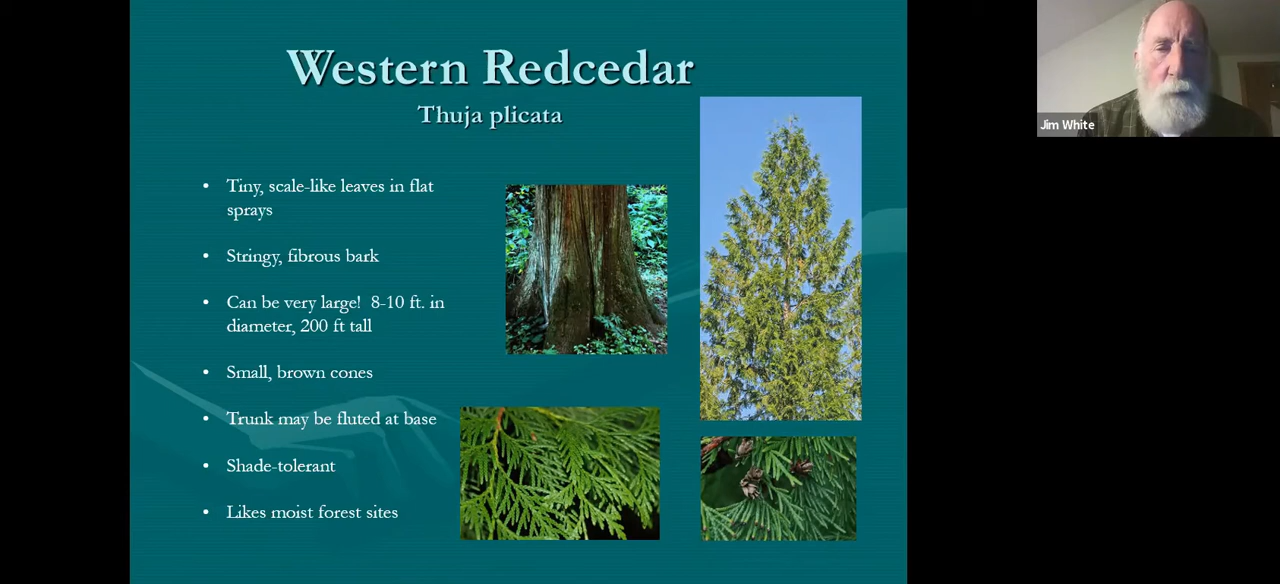 Western Redcedar
Thuja plicata
• Tiny, scale-like leaves in flat
sprays
• Stringy, fibrous bark
• Can be very large! 8-10 ft. in
diameter, 200 ft tall
• Small, brown cones
• Trunk may be fluted at base
• Shade-tolerant
• Likes moist forest sites
Jim White